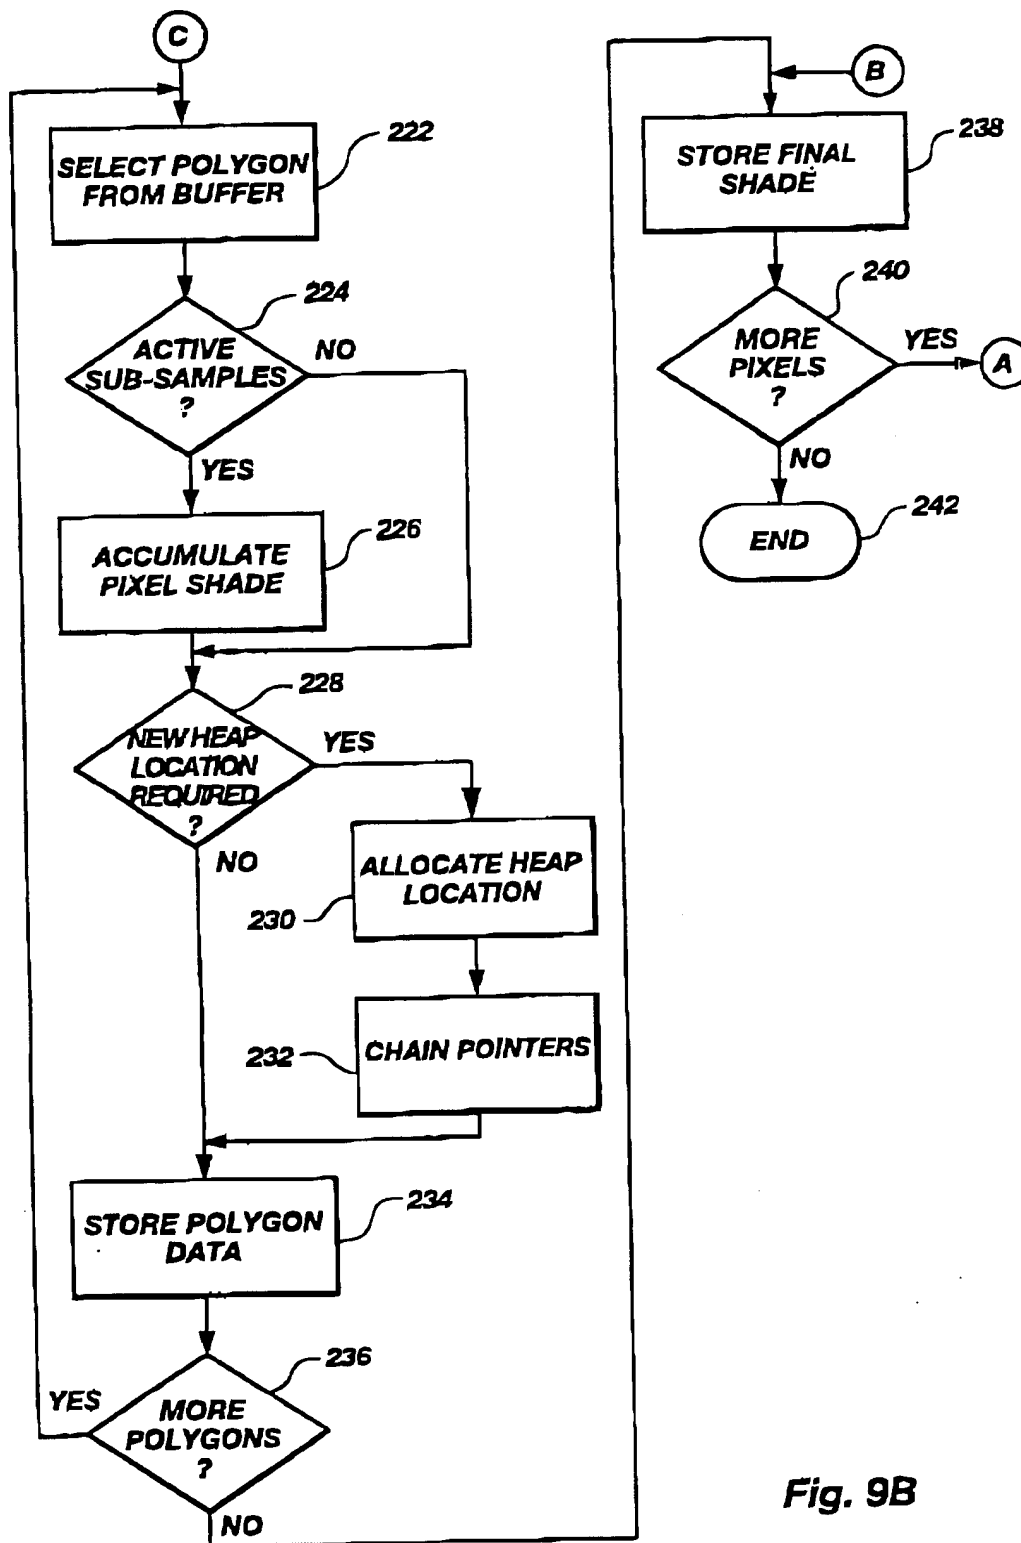 C
SELECT POLYGON
FROM BUFFER
222
224
ACTIVE
SUB-SAMPLES
?
NO
YES
226
ACCUMULATE
PIXEL SHADE
228
NEW HEAP
LOCATION
REQUIRED
?
YES
NO
ALLOCATE HEAP
LOCATION
230
CHAIN POINTERS
232
STORE POLYGON
DATA
234
236
MORE
POLYGONS
?
YES
NO
B
STORE FINAL
SHADE
238
240
MORE
PIXELS
?
YES
A
NO
END
242
Fig. 9B